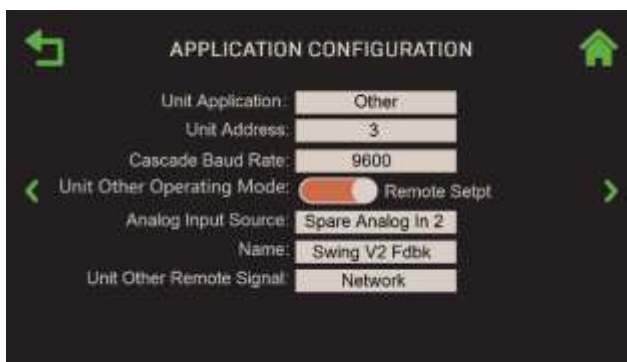 APPLICATION CONFIGURATION
Unit Application: Other
Unit Address: 3
Cascade Baud Rate: 9600
Unit Other Operating Mode: Remote Setpt
Analog Input Source: Spare Analog In 2
Name: Swing V2 Fdbk
Unit Other Remote Signal: Network